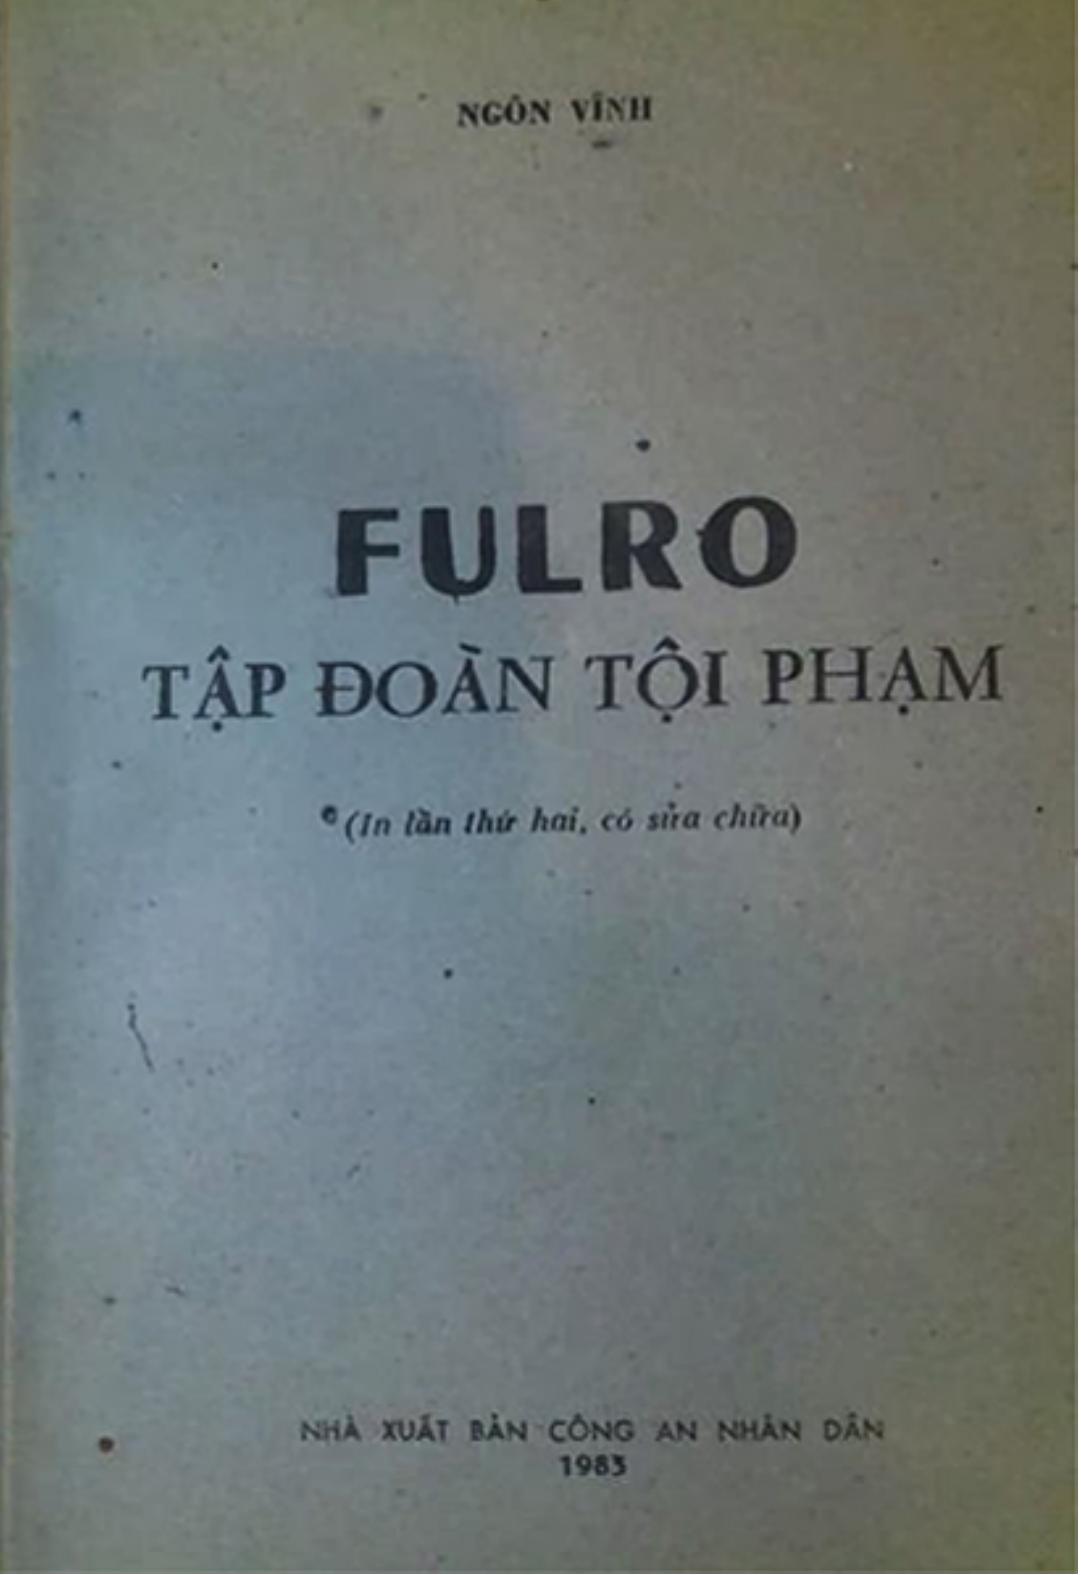 NGÔN VĨNH
FULRO
TẬP ĐOÀN TỘI PHẠM
(In lần thứ hai, có sửa chữa)
NHÀ XUẤT BẢN CÔNG AN NHÂN DÂN
1983